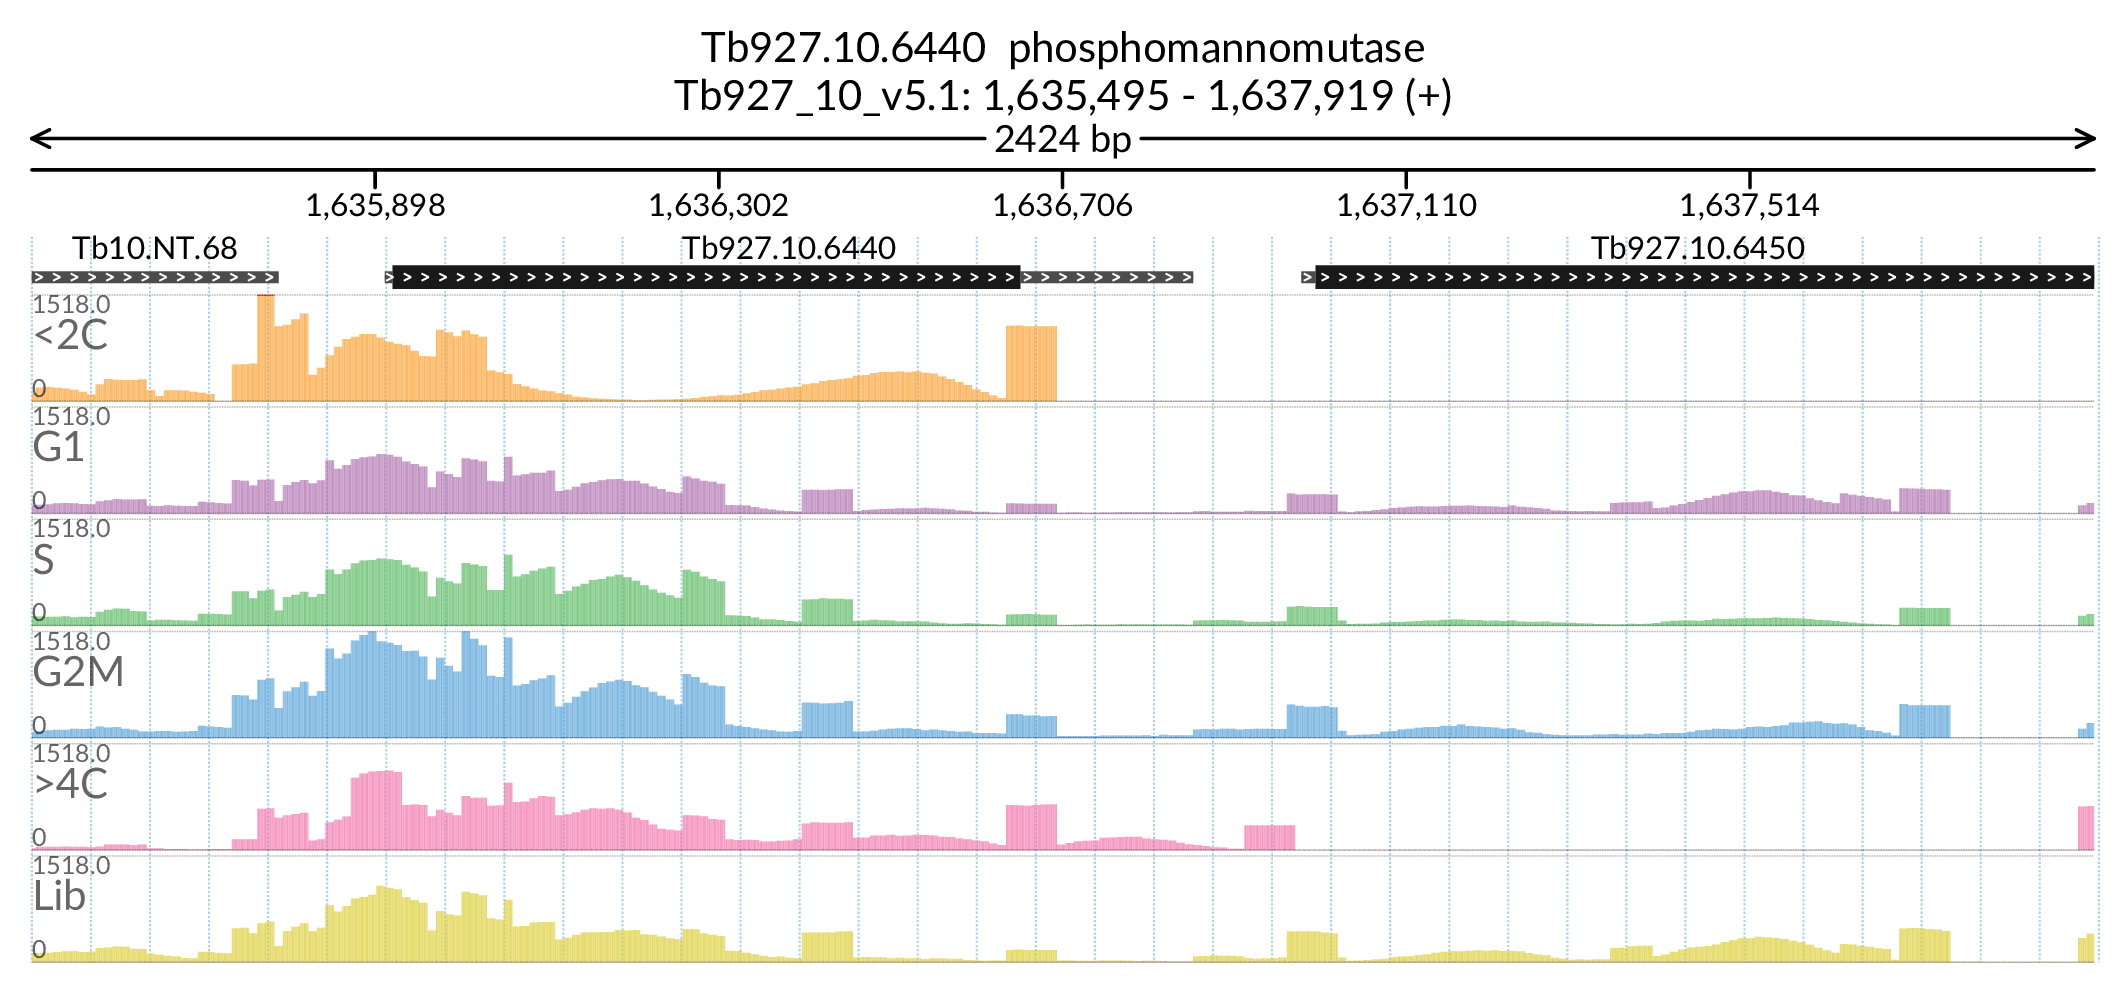 Tb927.10.6440  phosphomannomutase
Tb927_10_v5.1: 1,635,495 - 1,637,919 (+)
2424 bp
1,635,898 1,636,302 1,636,706 1,637,110 1,637,514
Tb10.NT.68 Tb927.10.6440 Tb927.10.6450
1518.0
<2C
0
1518.0
G1
0
1518.0
S
0
1518.0
G2M
0
1518.0
>4C
0
1518.0
Lib
0